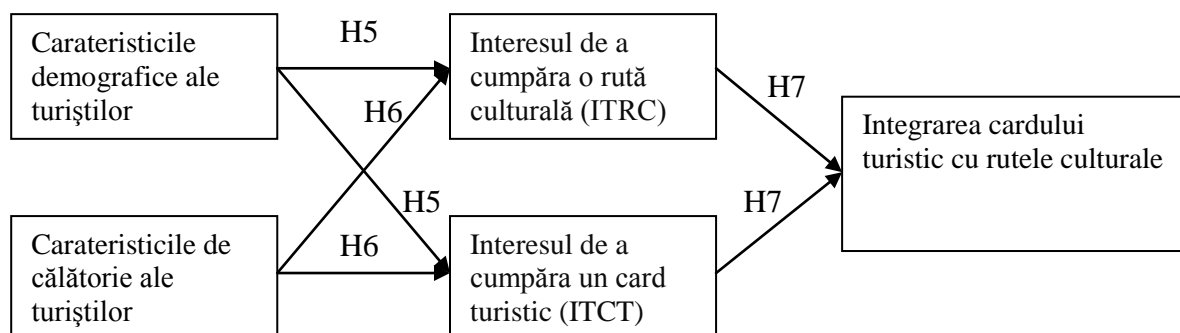 Carateristicile
demografice ale
turiştilor
H5
Interesul de a
cumpăra o rută
culturală (ITRC)
H7
H6
Integrarea cardului
turistic cu rutele culturale
H5
H7
Carateristicile de
călătorie ale
turiştilor
H6
Interesul de a
cumpăra un card
turistic (ITCT)